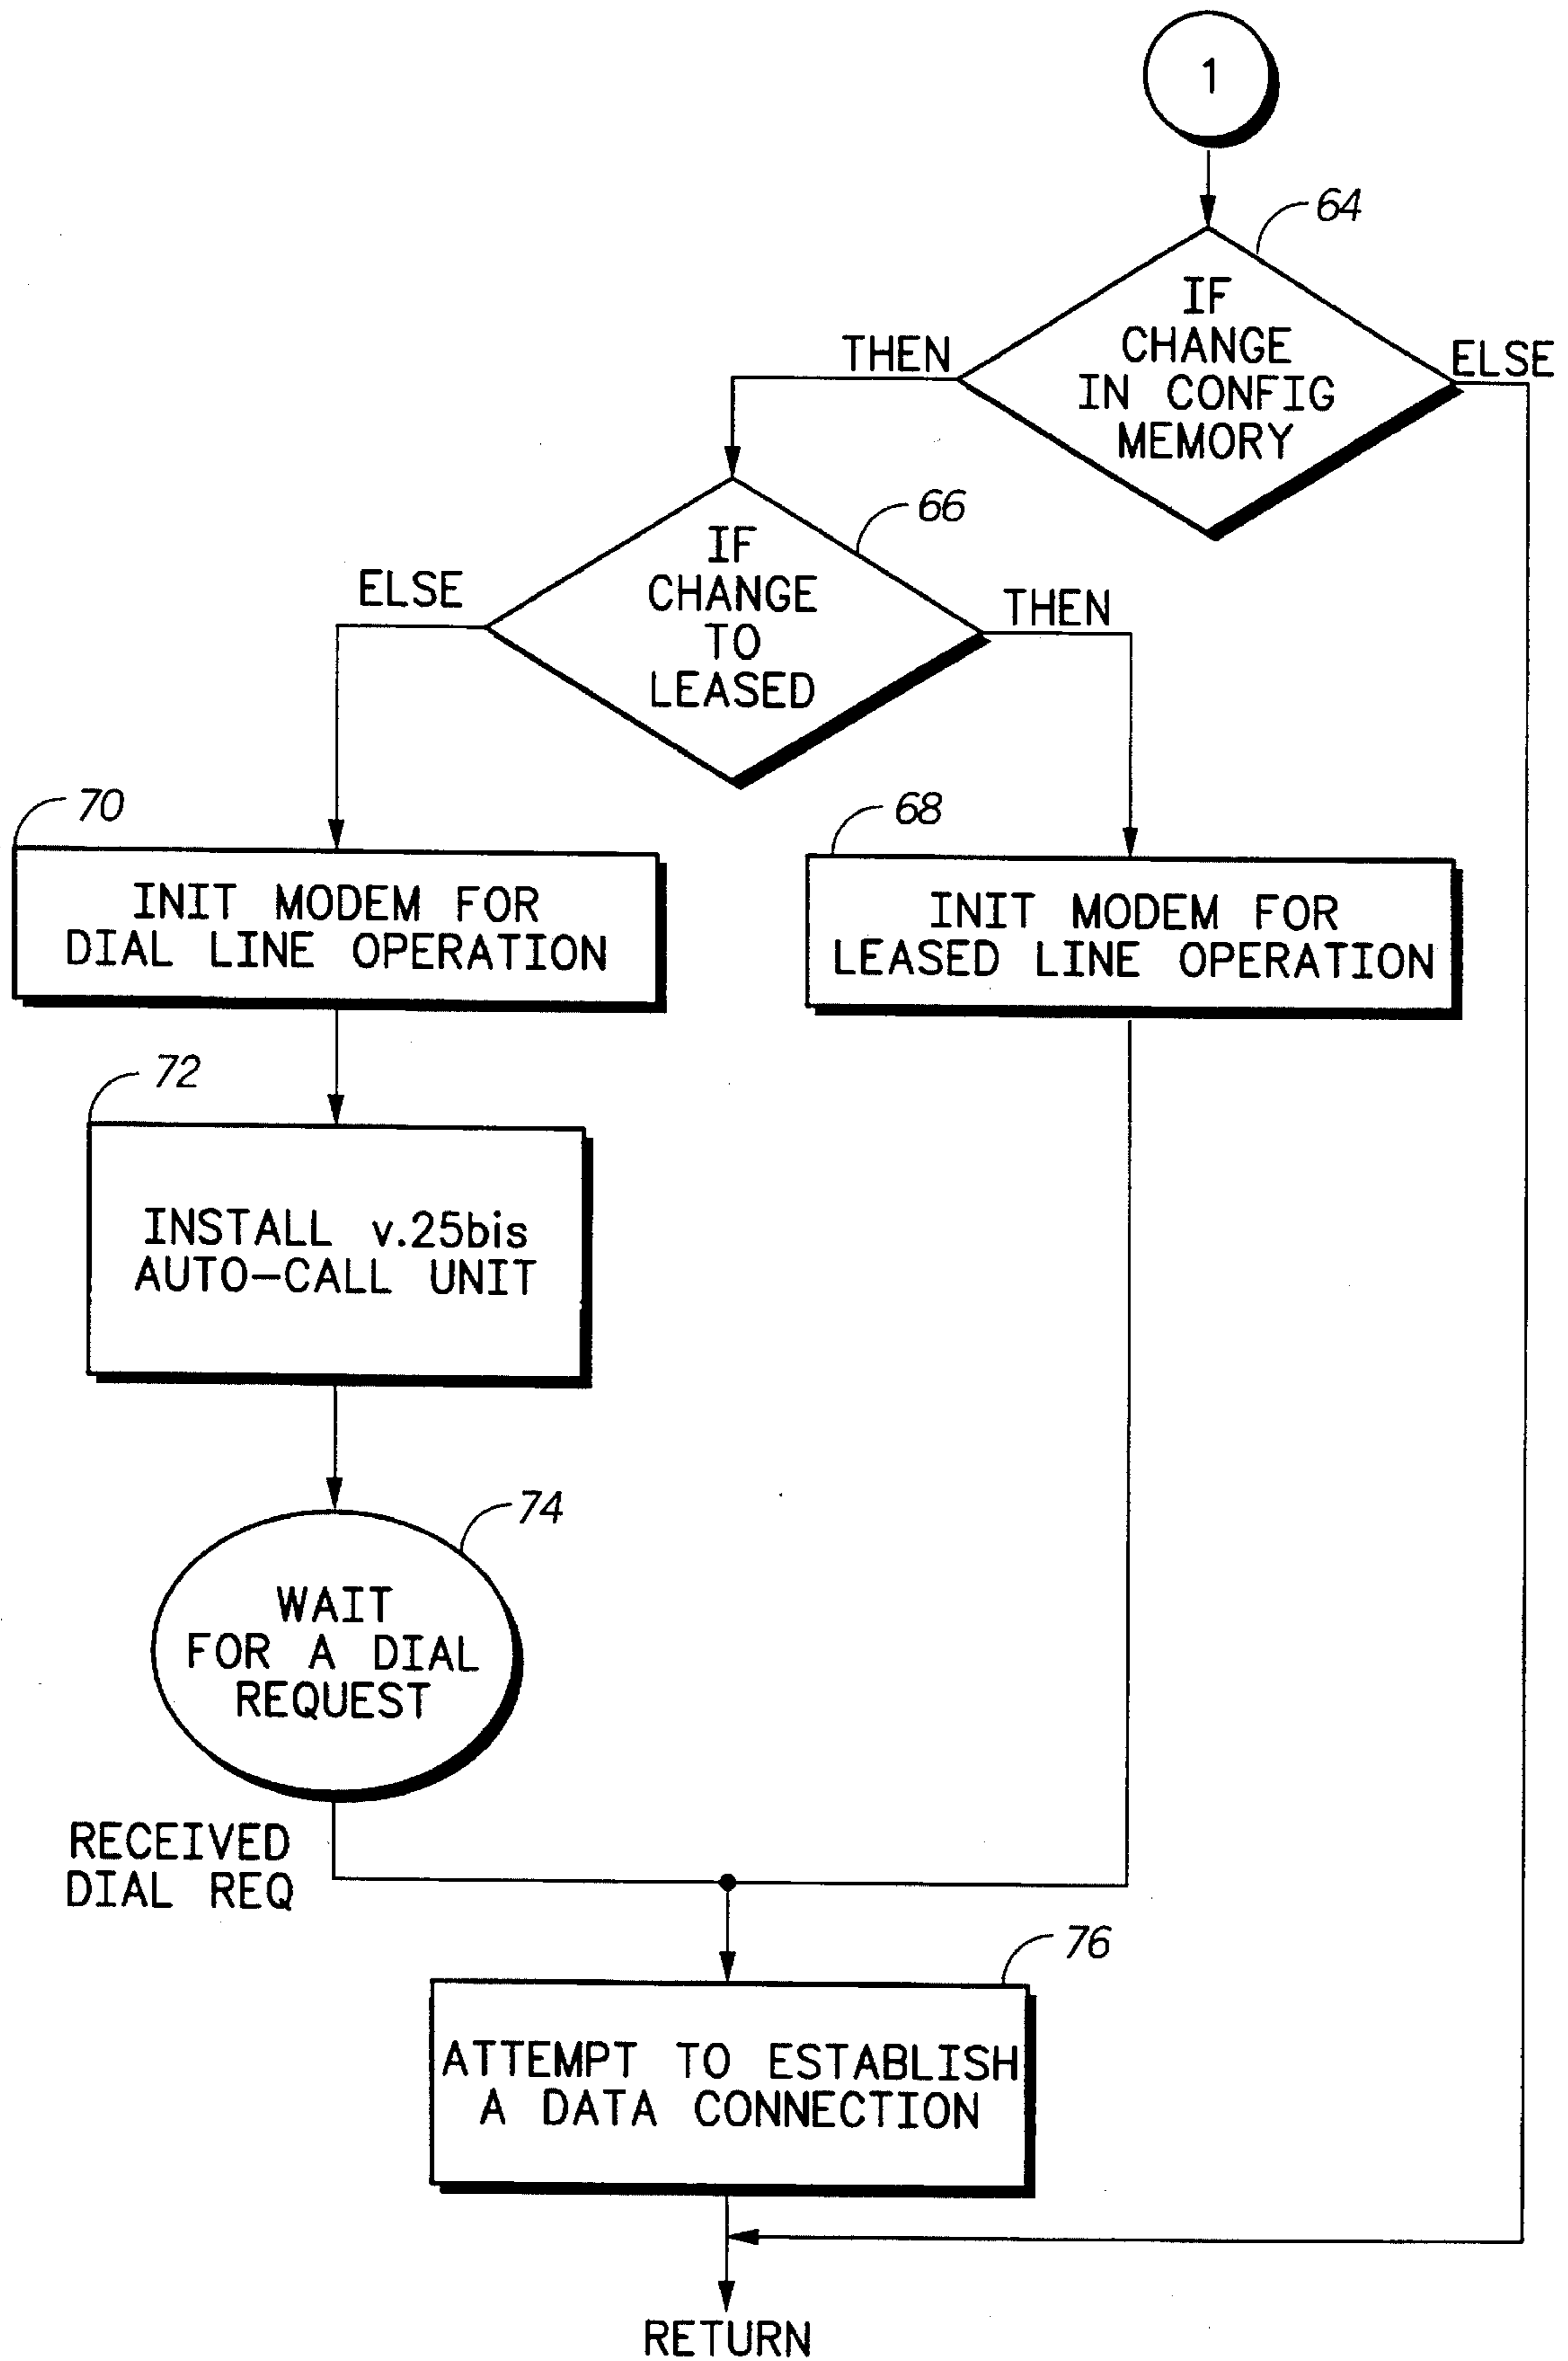 1
64
IF
CHANGE
IN CONFIG
MEMORY
THEN
ELSE
66
IF
CHANGE
TO
LEASED
ELSE
THEN
70
INIT MODEM FOR
DIAL LINE OPERATION
68
INIT MODEM FOR
LEASED LINE OPERATION
72
INSTALL v.25bis
AUTO-CALL UNIT
74
WAIT
FOR A DIAL
REQUEST
RECEIVED
DIAL REQ
76
ATTEMPT TO ESTABLISH
A DATA CONNECTION
RETURN